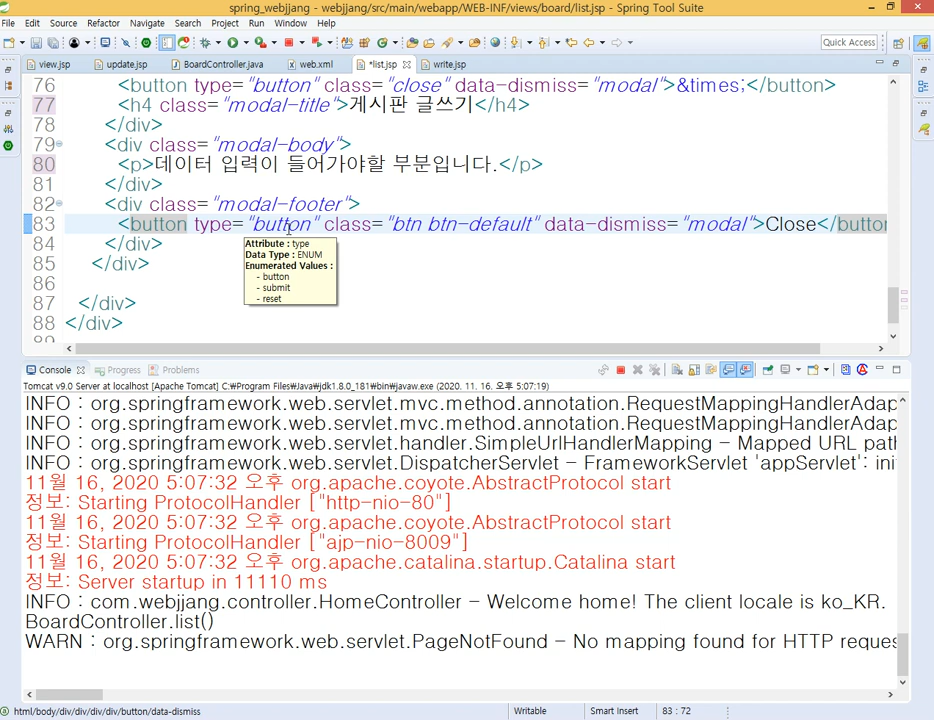 spring_webjjang - src/main/webapp/WEB-INF/views/board/list.jsp - Spring Tool Suite
File Edit Source Refactor Navigate Search Project Run Window Help
Quick Access
view.jsp update.jsp BoardController.java web.xml *list.jsp write.jsp
76 <button type="button" class="close" data-dismiss="modal">&times;</button>
77 <h4 class="modal-title">게시판 글쓰기</h4>
78 </div>
79 <div class="modal-body">
80 <p>데이터 입력이 들어가야할 부분입니다.</p>
81 </div>
82 <div class="modal-footer">
83 <button type="button" class="btn btn-default" data-dismiss="modal">Close</button
84 </div>
Attribute : type
Data Type : ENUM
Enumerated Values :
- button
- submit
- reset
85 </div>
86
87 </div>
88 </div>
89
Console Progress Problems
Tomcat v9.0 Server at localhost [Apache Tomcat] C:\Program Files\Java\jdk1.8.0_181\bin\javaw.exe (2020. 11. 16. 오후 5:07:19)
INFO : org.springframework.web.servlet.mvc.method.annotation.RequestMappingHandlerAdap
INFO : org.springframework.web.servlet.mvc.method.annotation.RequestMappingHandlerAdap
INFO : org.springframework.web.servlet.handler.SimpleUrlHandlerMapping - Mapped URL path
INFO : org.springframework.web.servlet.DispatcherServlet - FrameworkServlet 'appServlet': ini
11월 16, 2020 5:07:32 오후 org.apache.coyote.AbstractProtocol start
정보: Starting ProtocolHandler ["http-nio-80"]
11월 16, 2020 5:07:32 오후 org.apache.coyote.AbstractProtocol start
정보: Starting ProtocolHandler ["ajp-nio-8009"]
11월 16, 2020 5:07:32 오후 org.apache.catalina.startup.Catalina start
정보: Server startup in 11110 ms
INFO : com.webjjang.controller.HomeController - Welcome home! The client locale is ko_KR.
BoardController.list()
WARN : org.springframework.web.servlet.PageNotFound - No mapping found for HTTP reques
html/body/div/div/div/div/button/data-dismiss Writable Smart Insert 83 : 72